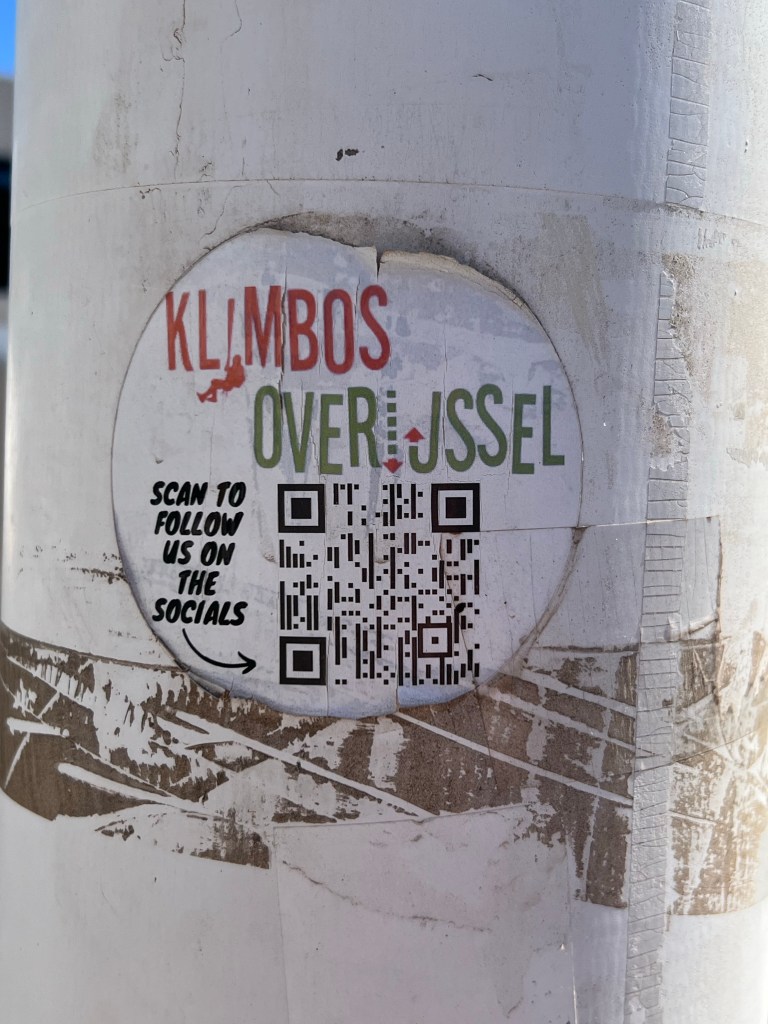 KLIMBOS
OVERIJSSEL
SCAN TO
FOLLOW
US ON
THE
SOCIALS